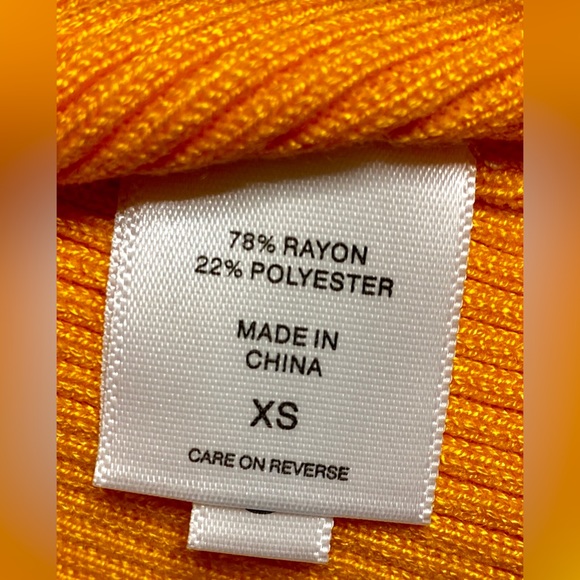 78% RAYON
22% POLYESTER
MADE IN
CHINA
XS
CARE ON REVERSE